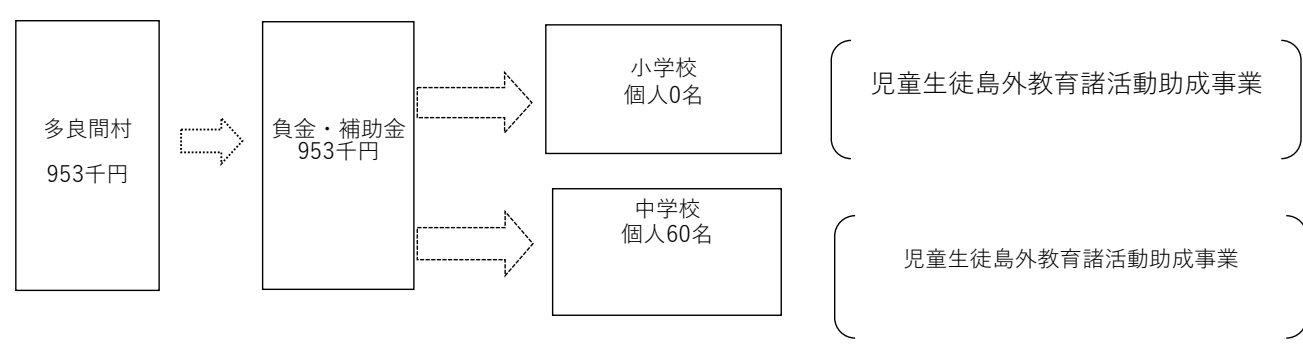 多良間村
953千円
負金・補助金
953千円
小学校
個人0名
児童生徒島外教育諸活動助成事業
中学校
個人60名
児童生徒島外教育諸活動助成事業